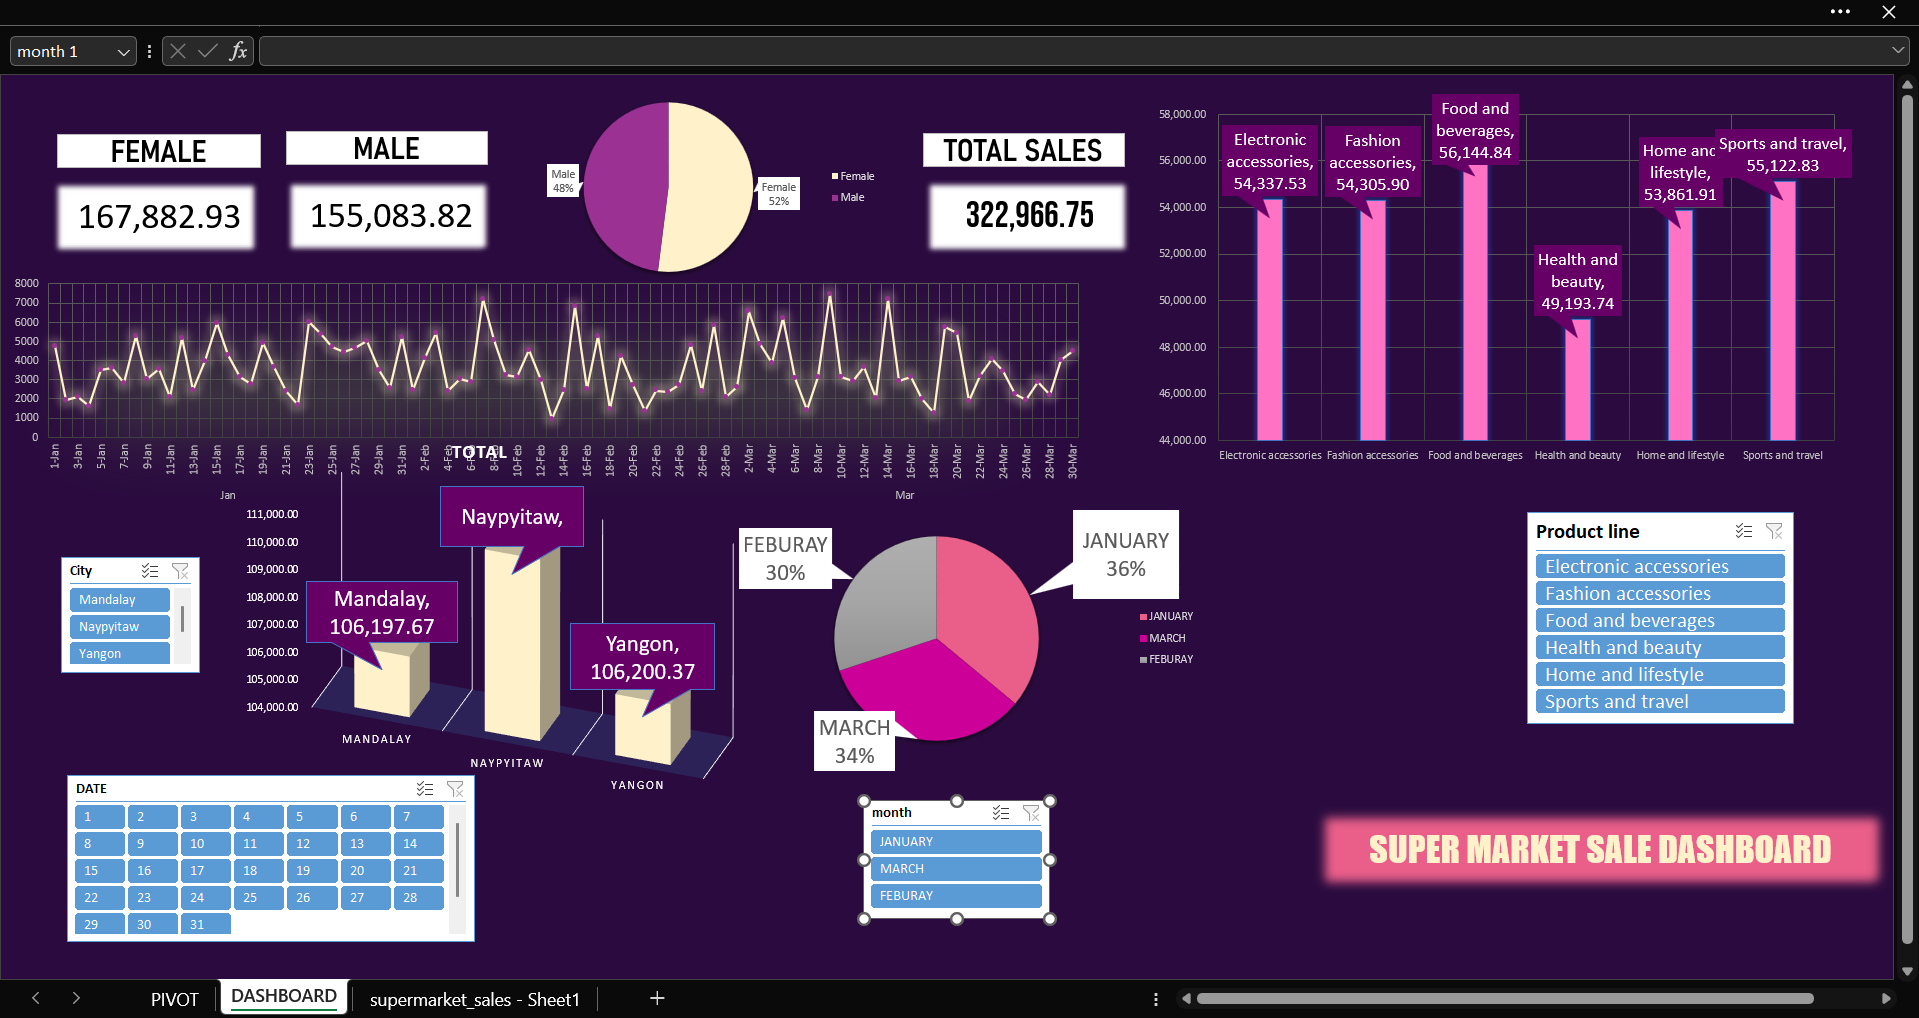 month 1
fx
FEMALE
167,882.93
MALE
155,083.82
Male
48%
Female
52%
Female
Male
TOTAL SALES
322,966.75
58,000.00
56,000.00
54,000.00
52,000.00
50,000.00
48,000.00
46,000.00
44,000.00
Electronic
accessories,
54,337.53
Fashion
accessories,
54,305.90
Food and
beverages,
56,144.84
Health and
beauty,
49,193.74
Home and
lifestyle,
53,861.91
Sports and travel,
55,122.83
Electronic accessories
Fashion accessories
Food and beverages
Health and beauty
Home and lifestyle
Sports and travel
8000
7000
6000
5000
4000
3000
2000
1000
0
1-Jan
3-Jan
5-Jan
7-Jan
9-Jan
11-Jan
13-Jan
15-Jan
17-Jan
19-Jan
21-Jan
23-Jan
25-Jan
27-Jan
29-Jan
31-Jan
2-Feb
4-Feb
8-Feb
10-Feb
12-Feb
14-Feb
16-Feb
18-Feb
20-Feb
22-Feb
24-Feb
26-Feb
28-Feb
2-Mar
4-Mar
6-Mar
8-Mar
10-Mar
12-Mar
14-Mar
16-Mar
18-Mar
20-Mar
22-Mar
24-Mar
26-Mar
28-Mar
30-Mar
Jan
Mar
TOTAL
111,000.00
110,000.00
109,000.00
108,000.00
107,000.00
106,000.00
105,000.00
104,000.00
Mandalay,
106,197.67
Naypyitaw,
Yangon,
106,200.37
MANDALAY
NAYPYITAW
YANGON
City
Mandalay
Naypyitaw
Yangon
FEBURAY
30%
JANUARY
36%
MARCH
34%
JANUARY
MARCH
FEBURAY
Product line
Electronic accessories
Fashion accessories
Food and beverages
Health and beauty
Home and lifestyle
Sports and travel
DATE
1 2 3 4 5 6 7
8 9 10 11 12 13 14
15 16 17 18 19 20 21
22 23 24 25 26 27 28
29 30 31
month
JANUARY
MARCH
FEBURAY
SUPER MARKET SALE DASHBOARD
PIVOT
DASHBOARD
supermarket_sales - Sheet1